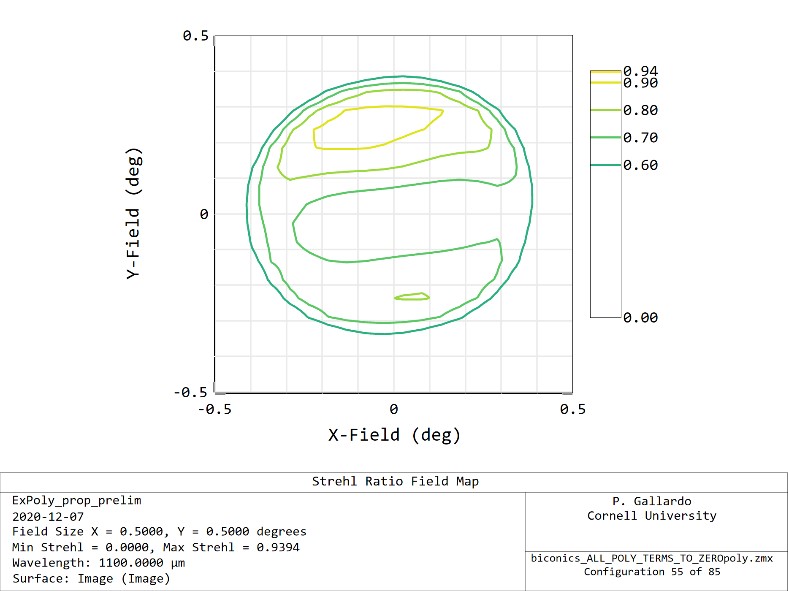 0.5
0
-0.5
-0.5
0
0.5
Y-Field (deg)
X-Field (deg)
0.94
0.90
0.80
0.70
0.60
0.00
Strehl Ratio Field Map
ExPoly_prop_prelim
2020-12-07
Field Size X = 0.5000, Y = 0.5000 degrees
Min Strehl = 0.0000, Max Strehl = 0.9394
Wavelength: 1100.0000 µm
Surface: Image (Image)
P. Gallardo
Cornell University
biconics_ALL_POLY_TERMS_TO_ZEROpoly.zmx
Configuration 55 of 85